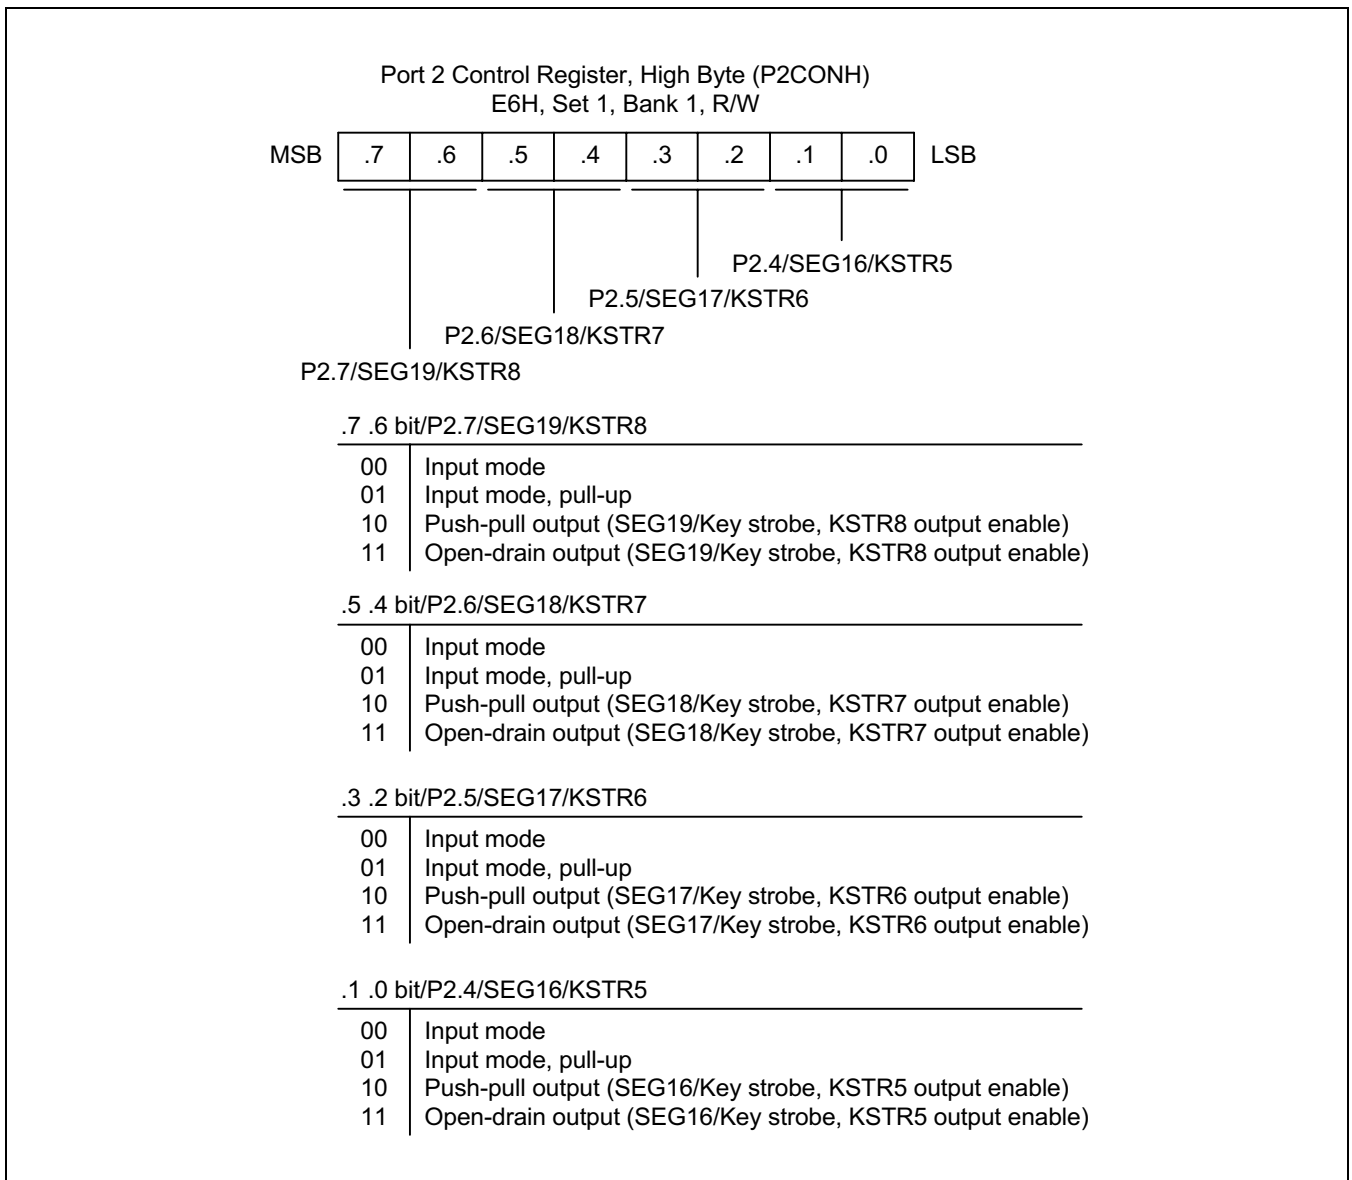 Port 2 Control Register, High Byte (P2CONH)
E6H, Set 1, Bank 1, R/W
MSB .7 .6 .5 .4 .3 .2 .1 .0 LSB
P2.4/SEG16/KSTR5
P2.5/SEG17/KSTR6
P2.6/SEG18/KSTR7
P2.7/SEG19/KSTR8
.7 .6 bit/P2.7/SEG19/KSTR8
00 Input mode
01 Input mode, pull-up
10 Push-pull output (SEG19/Key strobe, KSTR8 output enable)
11 Open-drain output (SEG19/Key strobe, KSTR8 output enable)
.5 .4 bit/P2.6/SEG18/KSTR7
00 Input mode
01 Input mode, pull-up
10 Push-pull output (SEG18/Key strobe, KSTR7 output enable)
11 Open-drain output (SEG18/Key strobe, KSTR7 output enable)
.3 .2 bit/P2.5/SEG17/KSTR6
00 Input mode
01 Input mode, pull-up
10 Push-pull output (SEG17/Key strobe, KSTR6 output enable)
11 Open-drain output (SEG17/Key strobe, KSTR6 output enable)
.1 .0 bit/P2.4/SEG16/KSTR5
00 Input mode
01 Input mode, pull-up
10 Push-pull output (SEG16/Key strobe, KSTR5 output enable)
11 Open-drain output (SEG16/Key strobe, KSTR5 output enable)